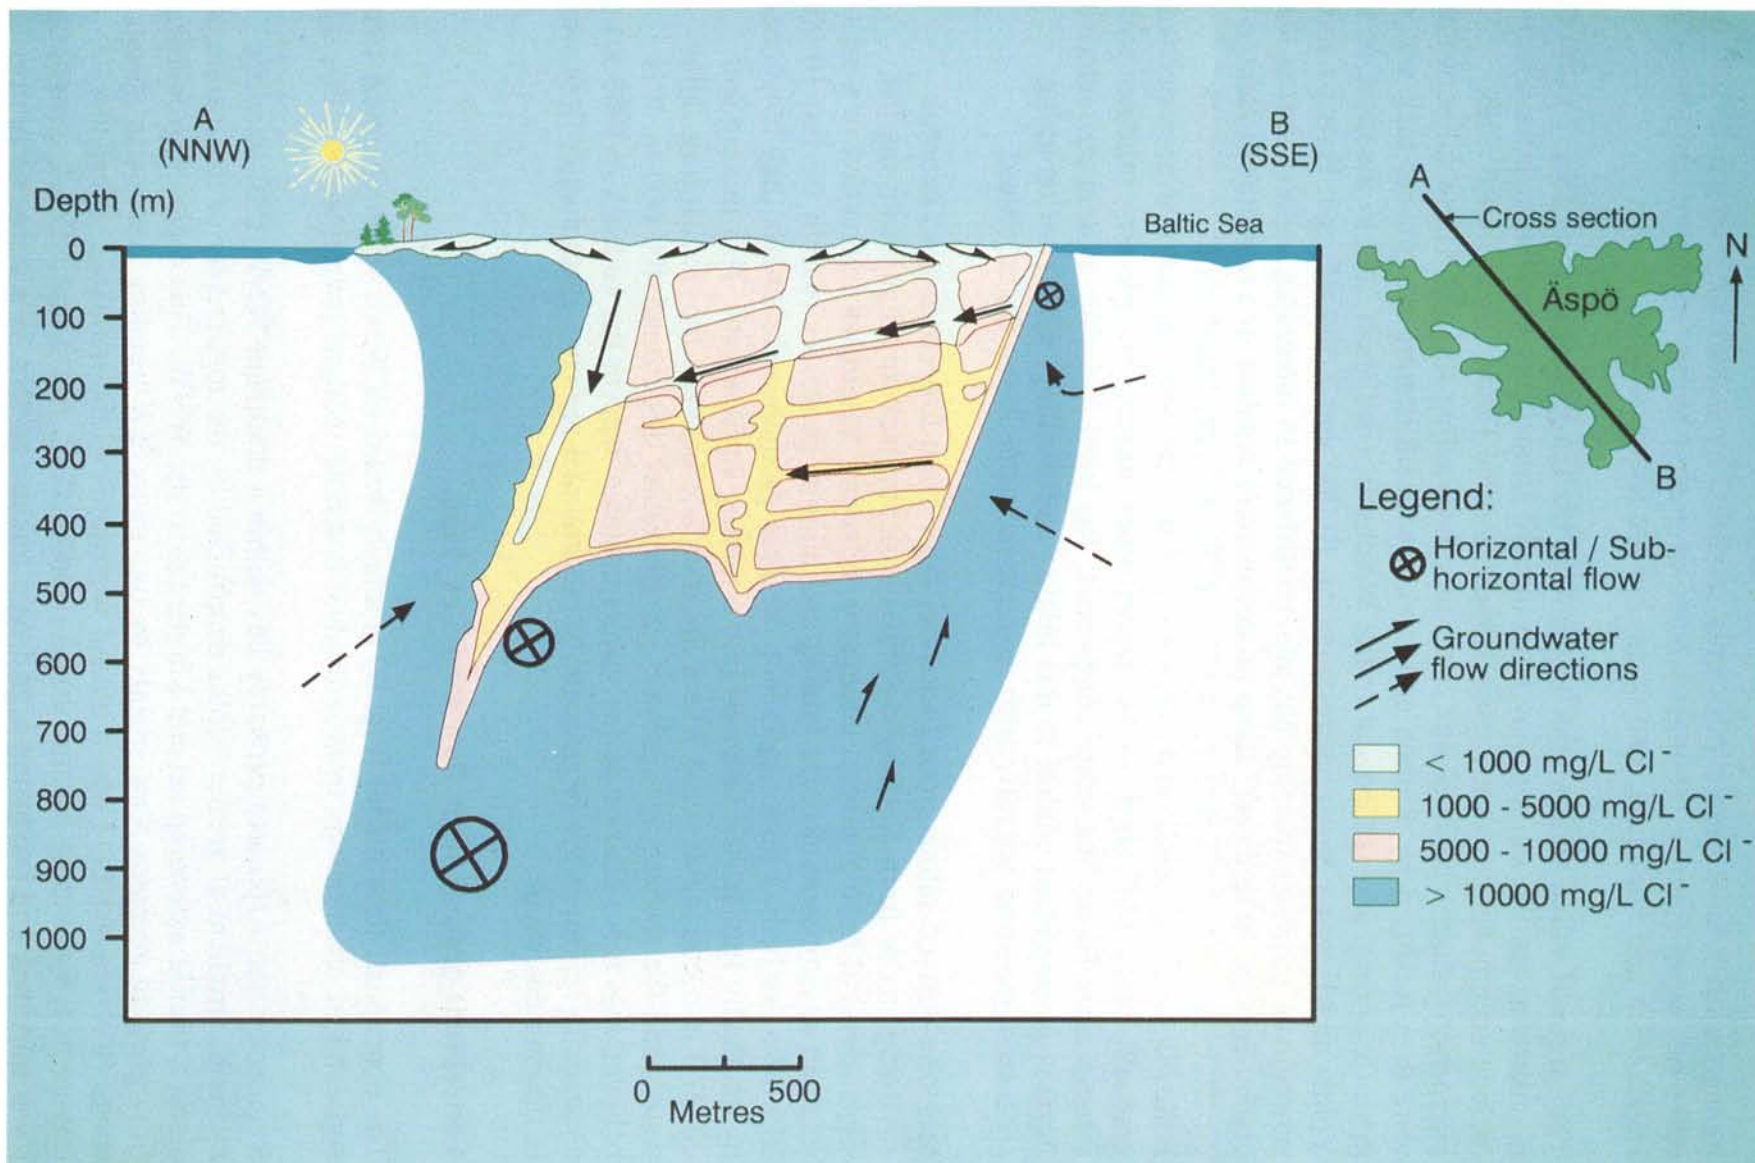 A
(NNW)
B
(SSE)
Depth (m)
Baltic Sea
0
100
200
300
400
500
600
700
800
900
1000
0 500
Metres
A
Cross section
N
Äspö
B
Legend:
Horizontal / Sub-
horizontal flow
Groundwater
flow directions
< 1000 mg/L Cl⁻
1000 - 5000 mg/L Cl⁻
5000 - 10000 mg/L Cl⁻
> 10000 mg/L Cl⁻